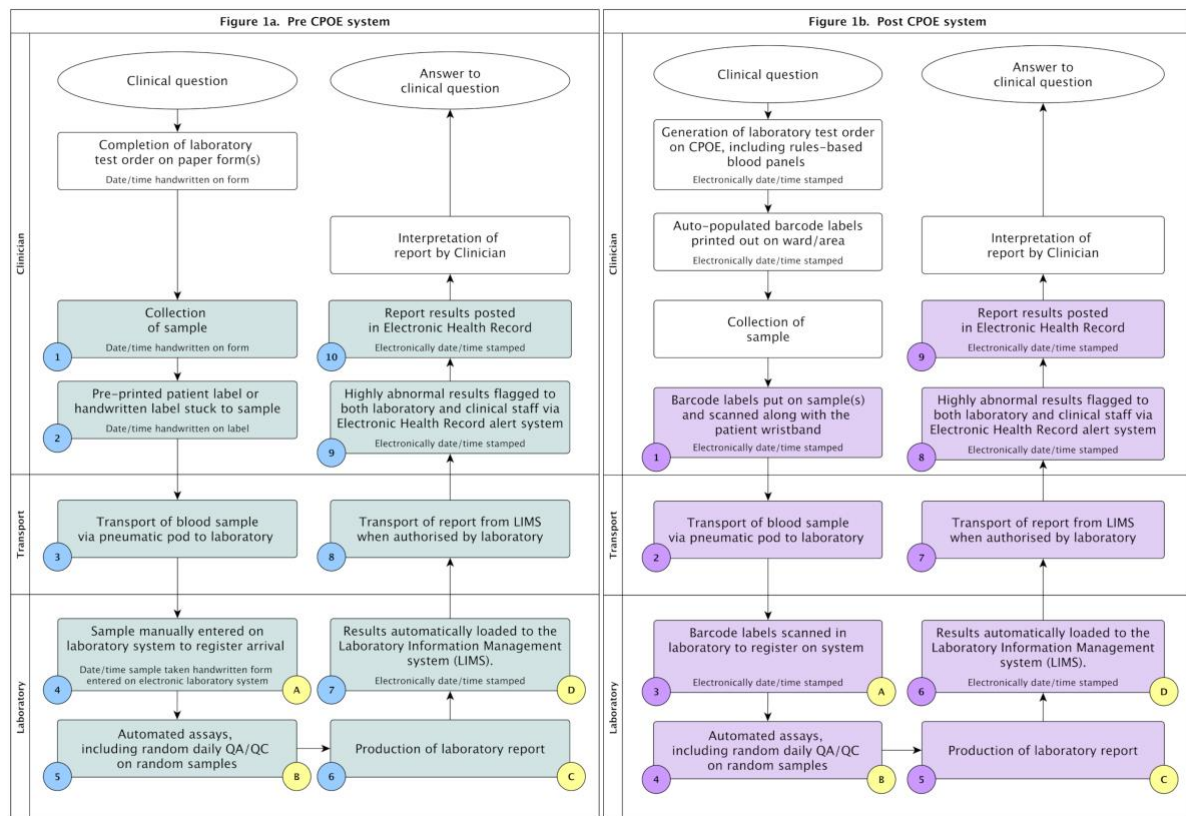 Figure 1a. Pre CPOE system
Clinician
Transport
Laboratory
Clinical question
Completion of laboratory
test order on paper form(s)
Date/time handwritten on form
Collection
of sample
Date/time handwritten on form
1
Pre-printed patient label or
handwritten label stuck to sample
Date/time handwritten on label
2
Transport of blood sample
via pneumatic pod to laboratory
3
Sample manually entered on
laboratory system to register arrival
Date/time sample taken handwritten form
entered on electronic laboratory system
4
A
Automated assays,
including random daily QA/QC
on random samples
5
B
Answer to
clinical question
Interpretation of
report by Clinician
Report results posted
in Electronic Health Record
Electronically date/time stamped
10
Highly abnormal results flagged to
both laboratory and clinical staff via
Electronic Health Record alert system
Electronically date/time stamped
9
Transport of report from LIMS
when authorised by laboratory
8
Results automatically loaded to the
Laboratory Information Management
system (LIMS).
Electronically date/time stamped
7
D
Production of laboratory report
6
C
Figure 1b. Post CPOE system
Clinician
Transport
Laboratory
Clinical question
Generation of laboratory test order
on CPOE, including rules-based
blood panels
Electronically date/time stamped
Auto-populated barcode labels
printed out on ward/area
Electronically date/time stamped
Collection of
sample
Barcode labels put on sample(s)
and scanned along with the
patient wristband
Electronically date/time stamped
1
Transport of blood sample
via pneumatic pod to laboratory
2
Barcode labels scanned in
laboratory to register on system
Electronically date/time stamped
3
A
Automated assays,
including random daily QA/QC
on random samples
4
B
Answer to
clinical question
Interpretation of
report by Clinician
Report results posted
in Electronic Health Record
Electronically date/time stamped
9
Highly abnormal results flagged to
both laboratory and clinical staff via
Electronic Health Record alert system
Electronically date/time stamped
8
Transport of report from LIMS
when authorised by laboratory
7
Results automatically loaded to the
Laboratory Information Management
system (LIMS).
Electronically date/time stamped
6
D
Production of laboratory report
5
C